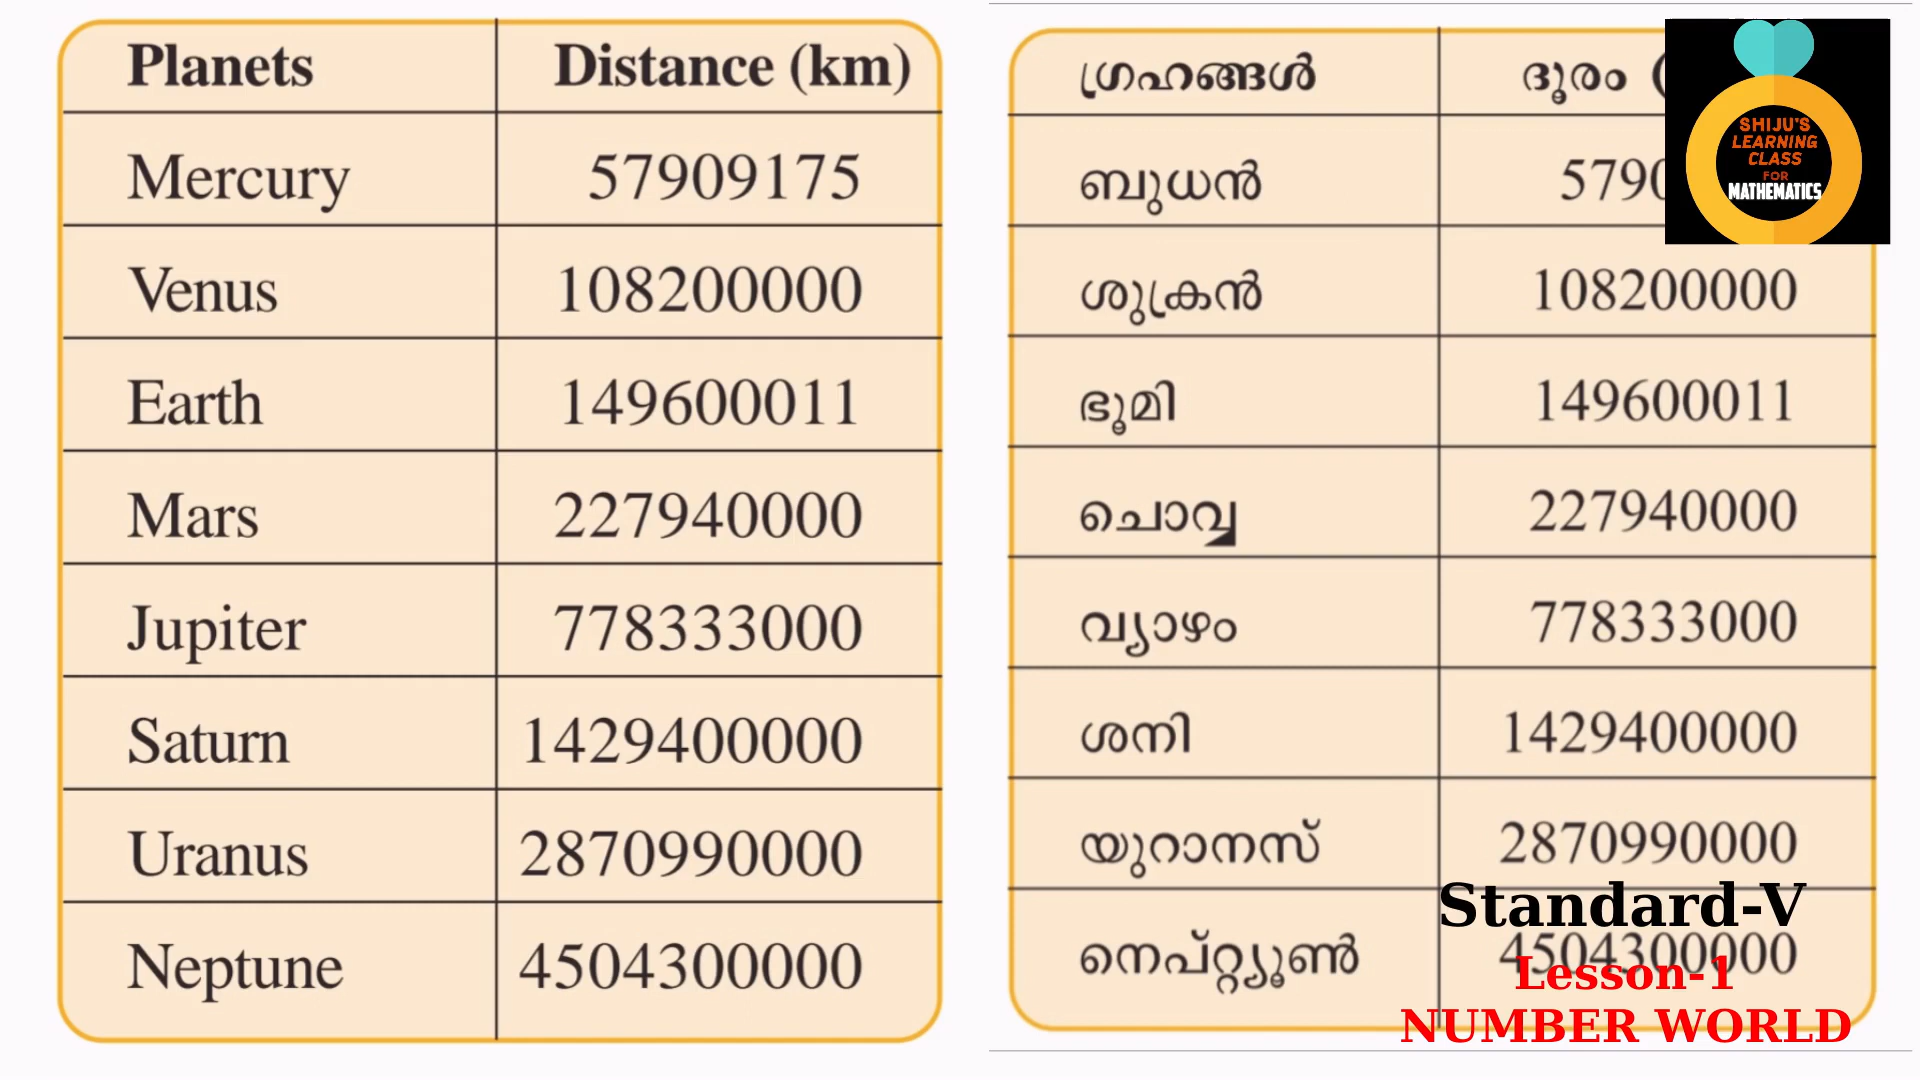 Planets Distance (km)
Mercury 57909175
Venus 108200000
Earth 149600011
Mars 227940000
Jupiter 778333000
Saturn 1429400000
Uranus 2870990000
Neptune 4504300000
ഗ്രഹങ്ങൾ ദൂരം (
ബുധൻ 5790
ശുക്രൻ 108200000
ഭൂമി 149600011
ചൊവ്വ 227940000
വ്യാഴം 778333000
ശനി 1429400000
യുറാനസ് 2870990000
നെപ്റ്റ്യൂൺ 4504300000
SHIJU'S
LEARNING
CLASS
FOR
MATHEMATICS
Standard-V
Lesson-1
NUMBER WORLD